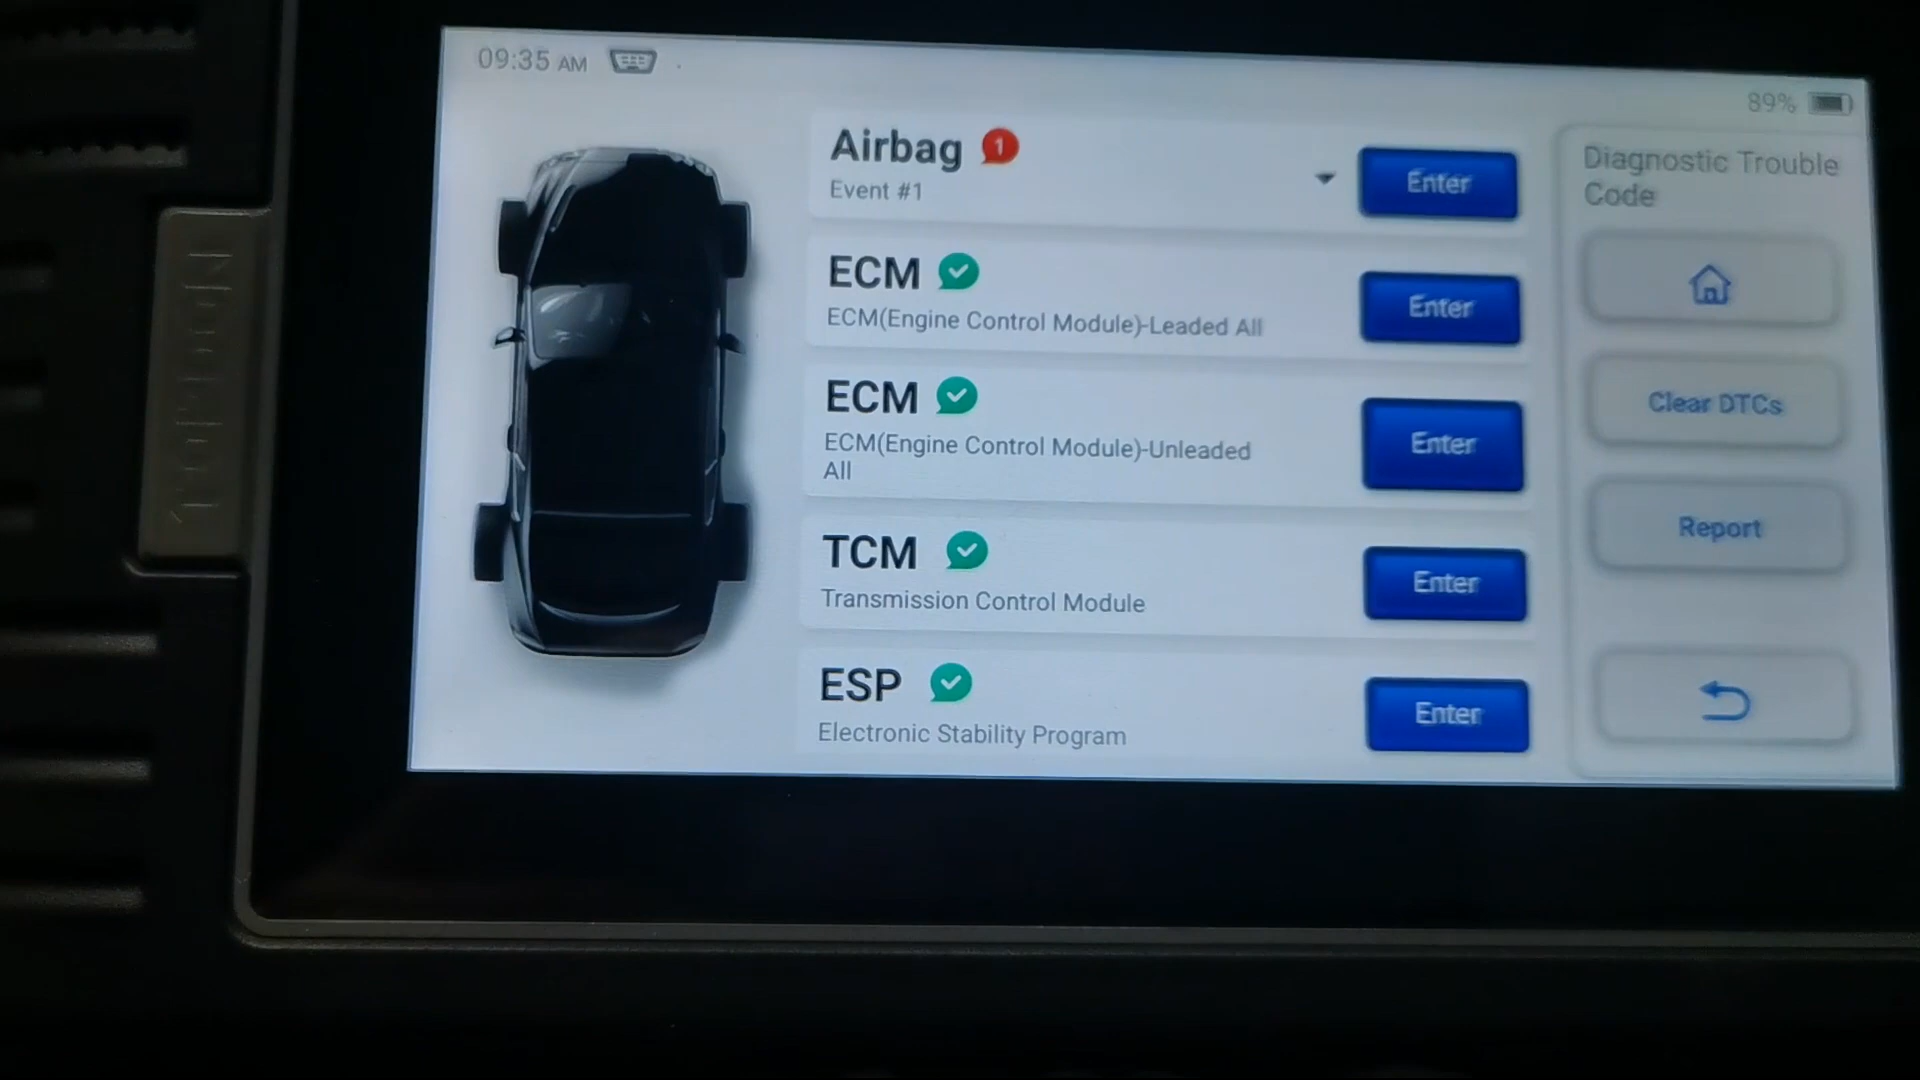 09:35 AM
89%
Airbag 1
Event #1
Enter
ECM
ECM(Engine Control Module)-Leaded All
Enter
ECM
ECM(Engine Control Module)-Unleaded
All
Enter
TCM
Transmission Control Module
Enter
ESP
Electronic Stability Program
Enter
Diagnostic Trouble
Code
Clear DTCs
Report